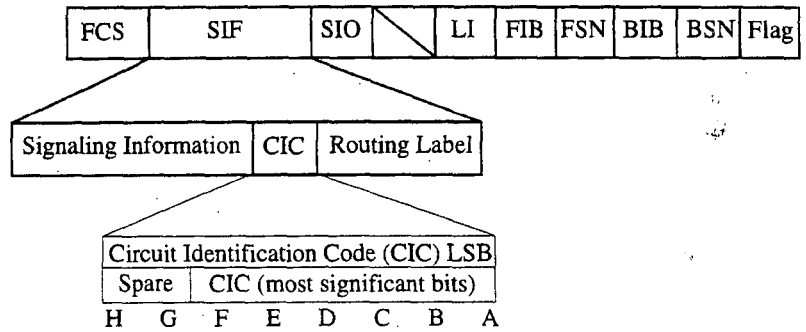 FCS SIF SIO LI FIB FSN BIB BSN Flag
Signaling Information CIC Routing Label
Circuit Identification Code (CIC) LSB
Spare CIC (most significant bits)
H G F E D C B A